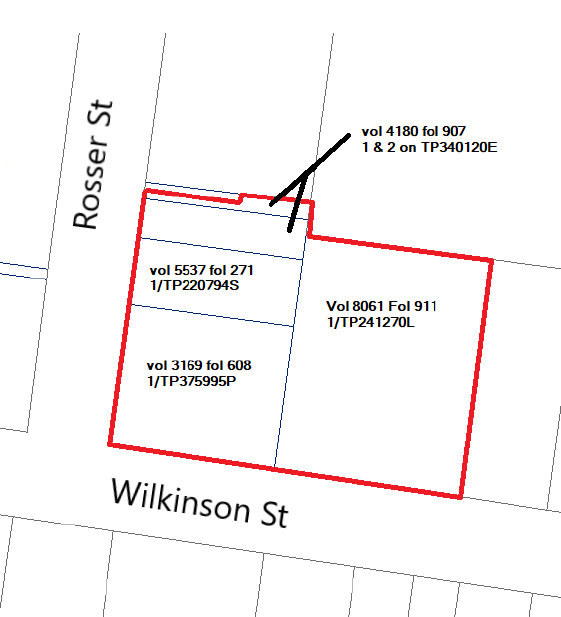 Rosser St
vol 4180 fol 907
1 & 2 on TP340120E
vol 5537 fol 271
1/TP220794S
Vol 8061 Fol 911
1/TP241270L
vol 3169 fol 608
1/TP375995P
Wilkinson St